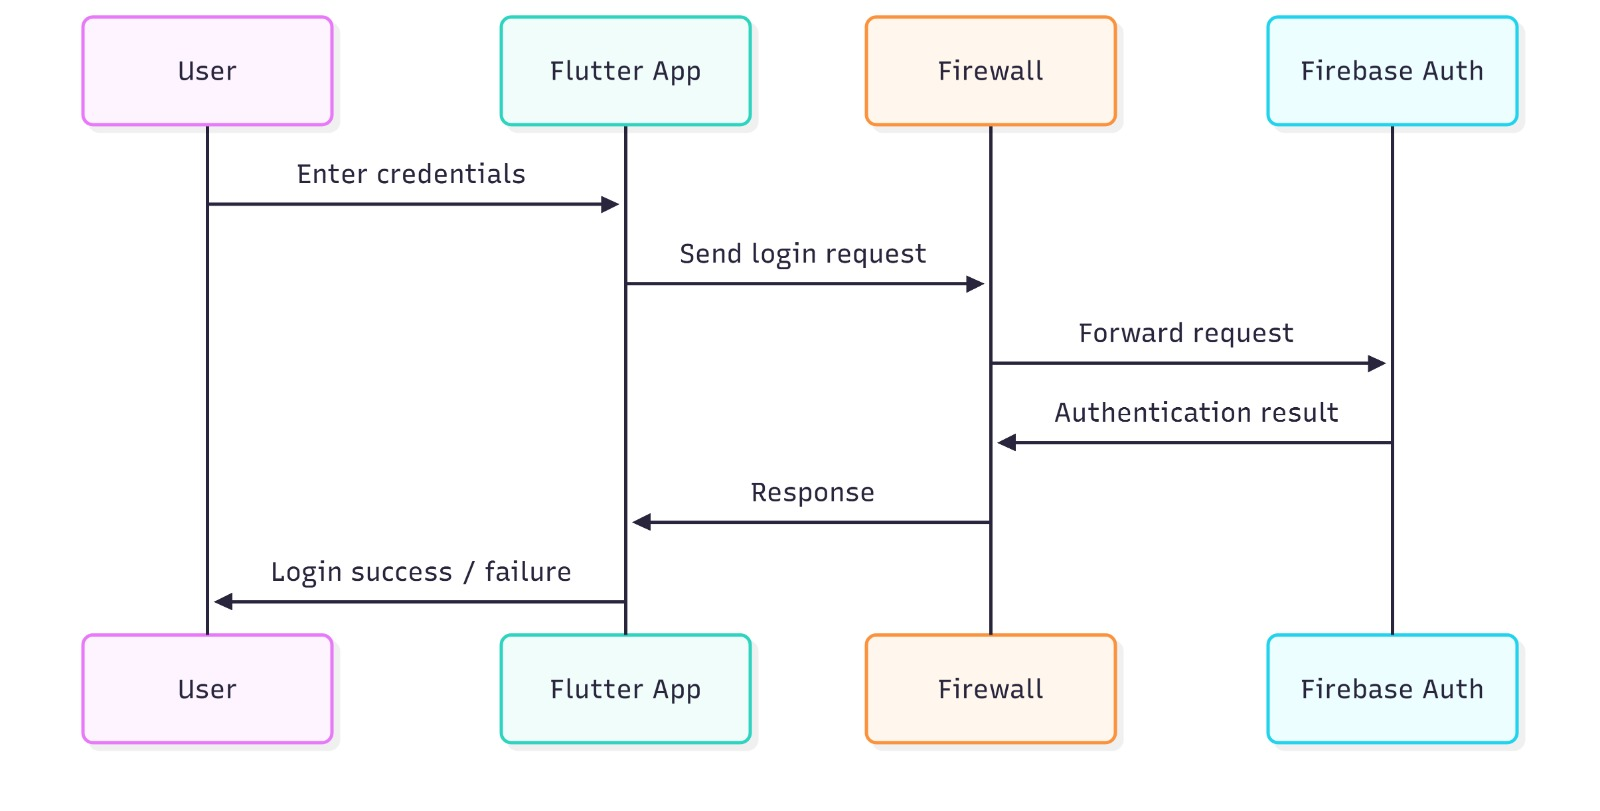 User
Flutter App
Firewall
Firebase Auth
Enter credentials
Send login request
Forward request
Authentication result
Response
Login success / failure
User
Flutter App
Firewall
Firebase Auth